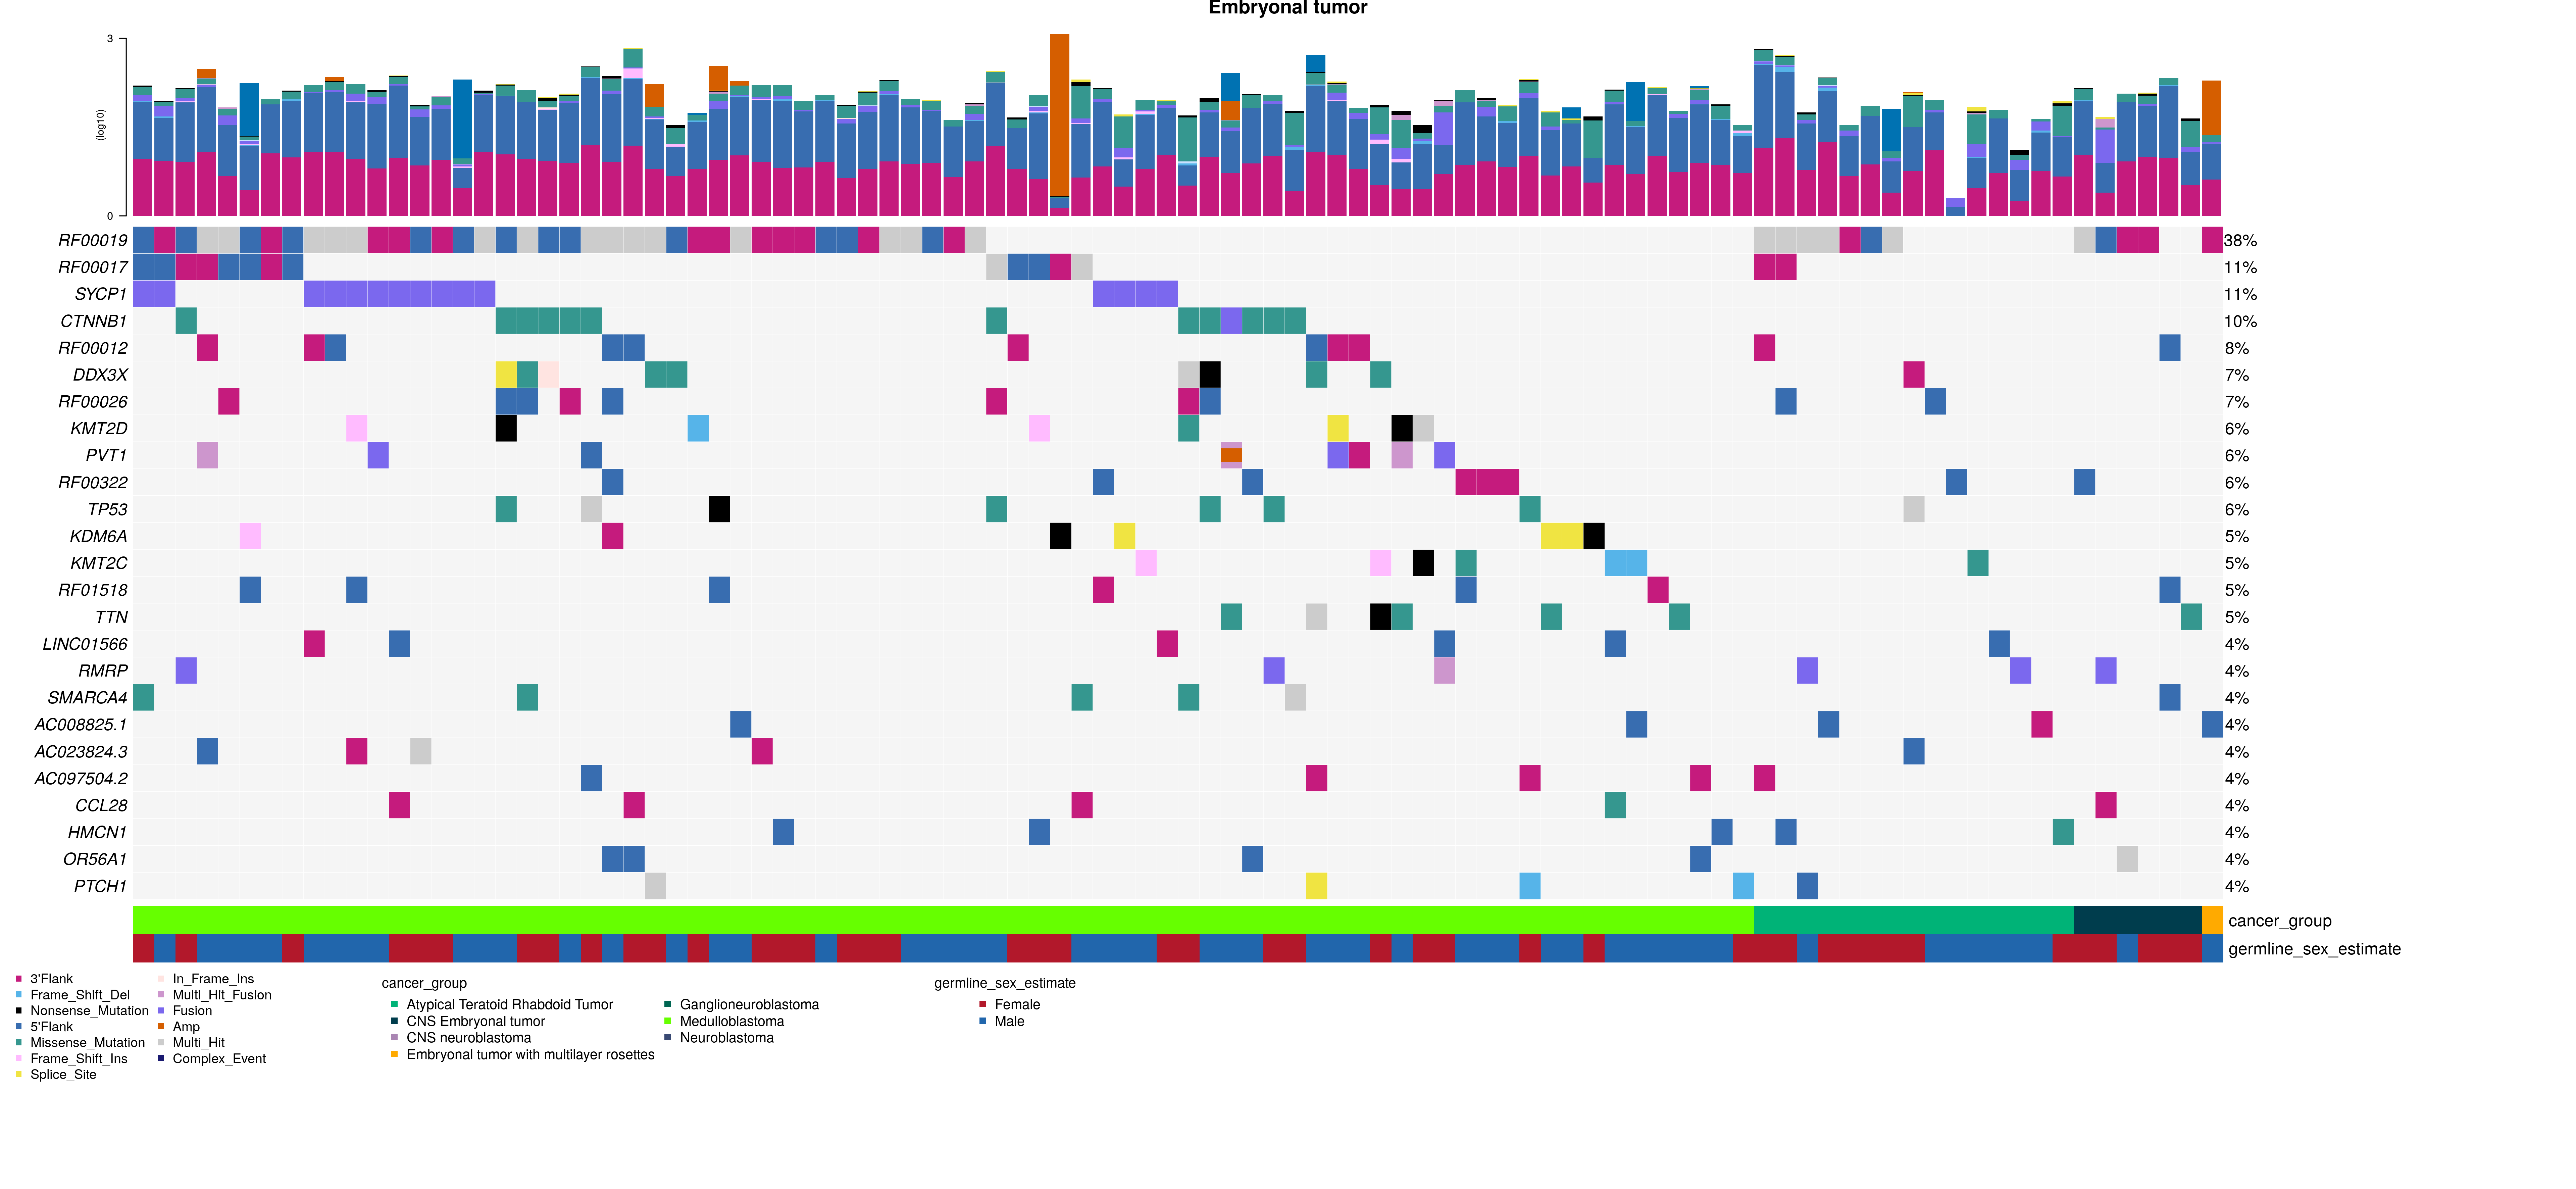 Embryonal tumor
3
(log10)
0
RF00019 38%
RF00017 11%
SYCP1 11%
CTNNB1 10%
RF00012 8%
DDX3X 7%
RF00026 7%
KMT2D 6%
PVT1 6%
RF00322 6%
TP53 6%
KDM6A 5%
KMT2C 5%
RF01518 5%
TTN 5%
LINC01566 4%
RMRP 4%
SMARCA4 4%
AC008825.1 4%
AC023824.3 4%
AC097504.2 4%
CCL28 4%
HMCN1 4%
OR56A1 4%
PTCH1 4%
cancer_group
germline_sex_estimate
3'Flank
Frame_Shift_Del
Nonsense_Mutation
5'Flank
Missense_Mutation
Frame_Shift_Ins
Splice_Site
In_Frame_Ins
Multi_Hit_Fusion
Fusion
Amp
Multi_Hit
Complex_Event
cancer_group
Atypical Teratoid Rhabdoid Tumor
CNS Embryonal tumor
CNS neuroblastoma
Embryonal tumor with multilayer rosettes
Ganglioneuroblastoma
Medulloblastoma
Neuroblastoma
germline_sex_estimate
Female
Male